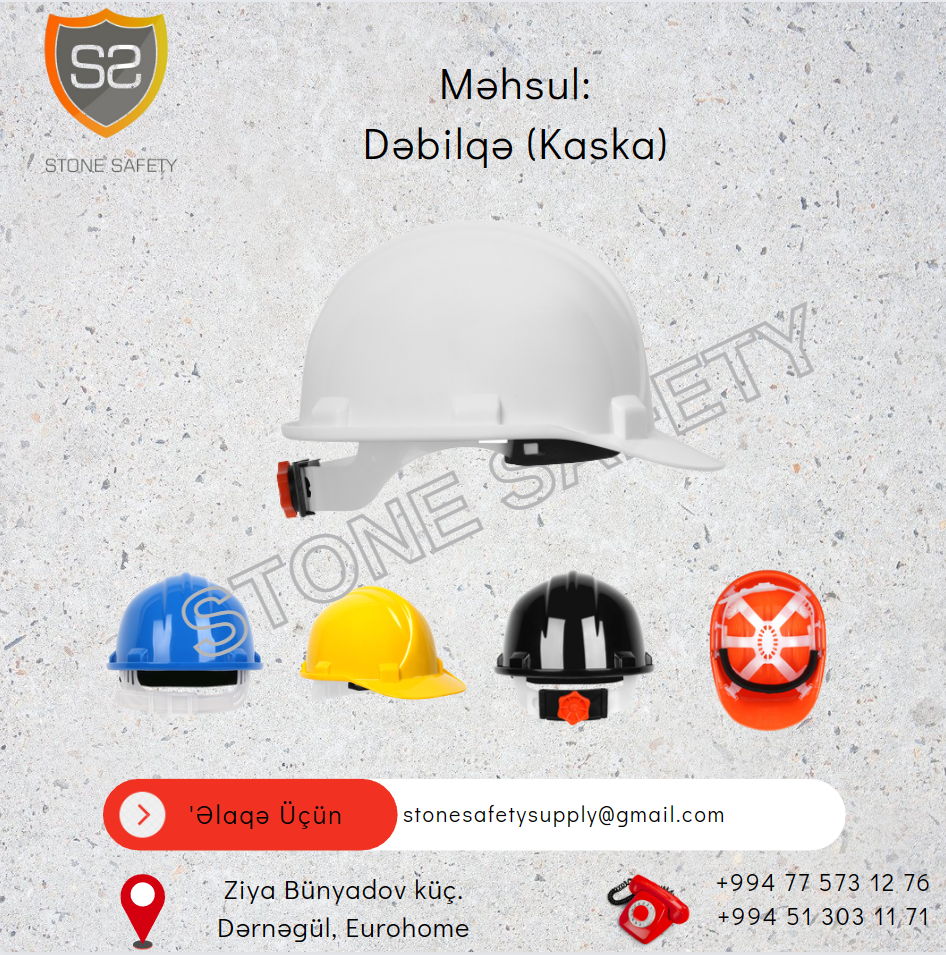 SS
STONE SAFETY
Məhsul:
Dəbilqə (Kaska)
STONE SAFETY
'Əlaqə Üçün
stonesafetysupply@gmail.com
Ziya Bünyadov küç.
Dərnəgül, Eurohome
+994 77 573 12 76
+994 51 303 11 71